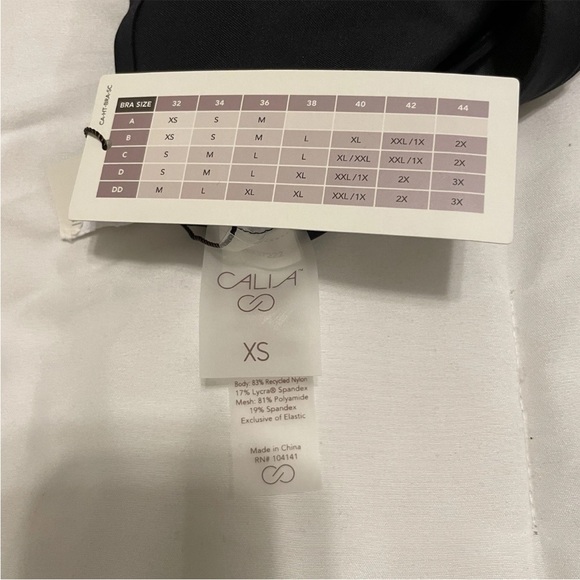 CA-HT-BRA-SC
BRA SIZE 32 34 36 38 40 42 44
A XS S M
B XS S M L XL XXL/1X 2X
C S M L L XL/XXL XXL/1X 2X
D S M L XL XXL/1X 2X 3X
DD M L XL XL XXL/1X 2X 3X
CALIA™
XS
Body: 83% Recycled Nylon
17% Lycra® Spandex
Mesh: 81% Polyamide
19% Spandex
Exclusive of Elastic
Made in China
RN# 104141